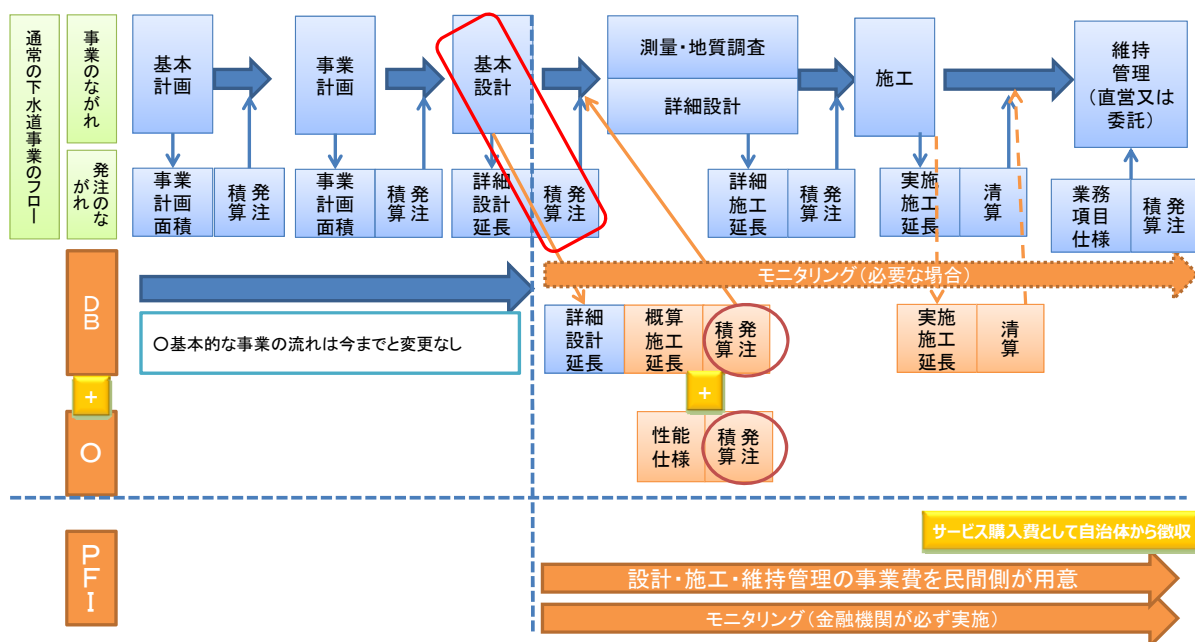 通常の下水道事業のフロー
事業のながれ
基本
計画
事業
計画
基本
設計
測量・地質調査
詳細設計
施工
維持
管理
(直営又は
委託)
発注のな
がれ
事業
計画
面積
積算
発注
事業
計画
面積
積算
発注
詳細
設計
延長
積算
発注
詳細
施工
延長
積算
発注
実施
施工
延長
清算
業務
項目
仕様
積算
発注
DB
モニタリング(必要な場合)
〇基本的な事業の流れは今までと変更なし
詳細
設計
延長
概算
施工
延長
積算
発注
実施
施工
延長
清算
+
+
O
性能
仕様
積算
発注
PFI
サービス購入費として自治体から徴収
設計・施工・維持管理の事業費を民間側が用意
モニタリング(金融機関が必ず実施)